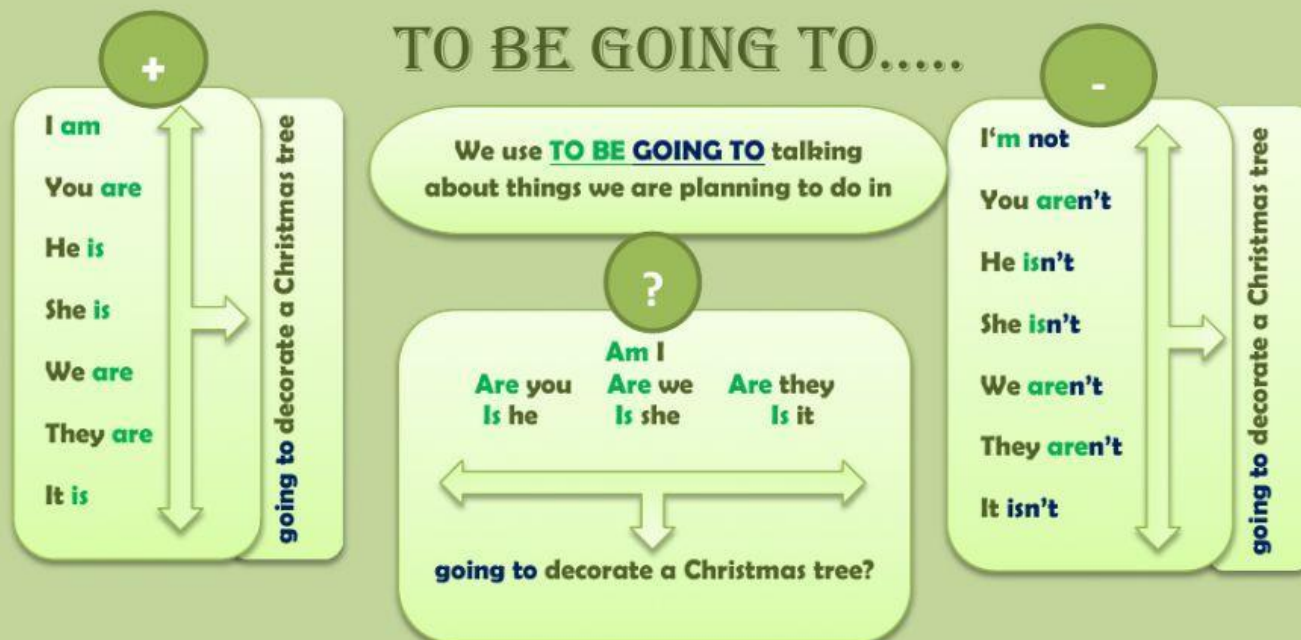 TO BE GOING TO.....
+
I am
You are
He is
She is
We are
They are
It is
going to decorate a Christmas tree
We use TO BE GOING TO talking
about things we are planning to do in
?
Am I
Are you Are we Are they
Is he Is she Is it
going to decorate a Christmas tree?
-
I‘m not
You aren’t
He isn’t
She isn’t
We aren’t
They aren’t
It isn’t
going to decorate a Christmas tree